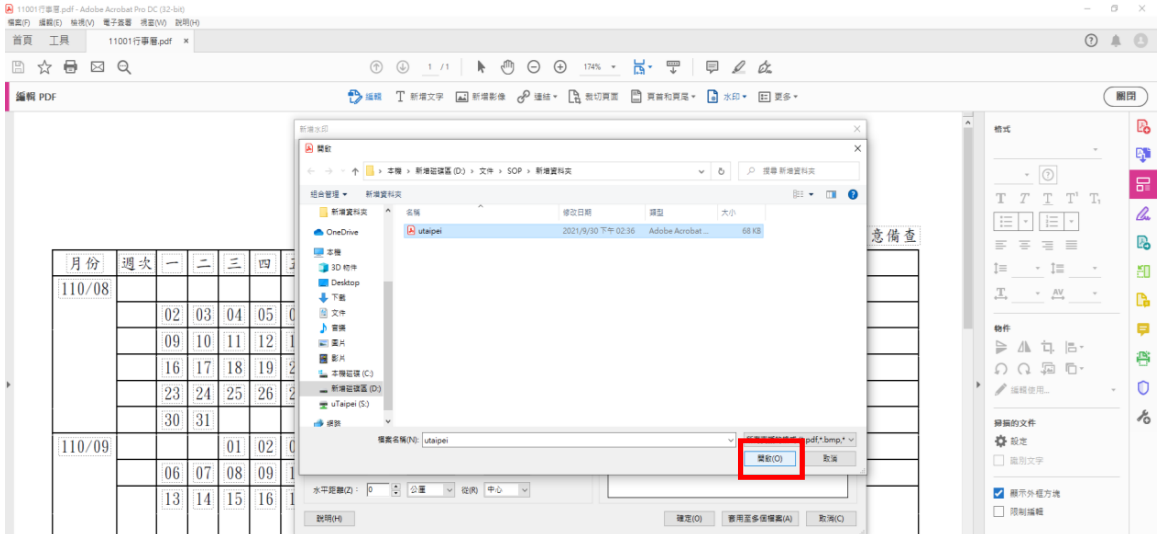 11001行事曆.pdf - Adobe Acrobat Pro DC (32-bit)
檔案(F) 編輯(E) 檢視(V) 電子簽署 視窗(W) 說明(H)
首頁 工具 11001行事曆.pdf ×
1 / 1 174%
編輯 PDF 編輯 新增文字 新增影像 連結 裁切頁面 頁首和頁尾 水印 更多 關閉
新增水印
開啟
本機 › 新增磁碟區 (D:) › 文件 › SOP › 新增資料夾 搜尋 新增資料夾
組合管理 新增資料夾
新增資料夾 名稱 修改日期 類型 大小
OneDrive utaipei 2021/9/30 下午 02:36 Adobe Acrobat ... 68 KB
本機
3D 物件
Desktop
下載
文件
音樂
圖片
影片
本機磁碟 (C:)
新增磁碟區 (D:)
uTaipei (S:)
網路
檔案名稱(N): utaipei pdf,*.bmp,*
開啟(O) 取消
水平距離(Z): 0 公厘 從(R) 中心
說明(H) 確定(O) 套用至多個檔案(A) 取消(C)
意備查
月份 週次 一 二 三 四
110/08
02 03 04 05
09 10 11 12
16 17 18 19
23 24 25 26
30 31
110/09 01 02
06 07 08 09
13 14 15 16
格式
T T T T¹ T₁
AV
物件
編輯使用...
掃描的文件
設定
識別文字
顯示外框方塊
限制編輯